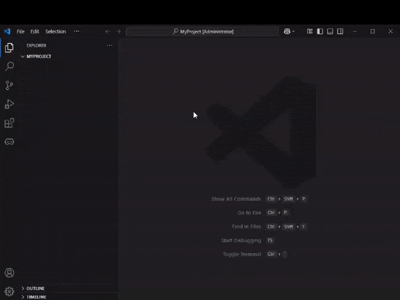 File Edit Selection ...
MyProject [Administrator]
EXPLORER ...
MYPROJECT
Show All Commands Ctrl + Shift + P
Go to File Ctrl + P
Find in Files Ctrl + Shift + F
Start Debugging F5
Toggle Terminal Ctrl + `
OUTLINE
TIMELINE